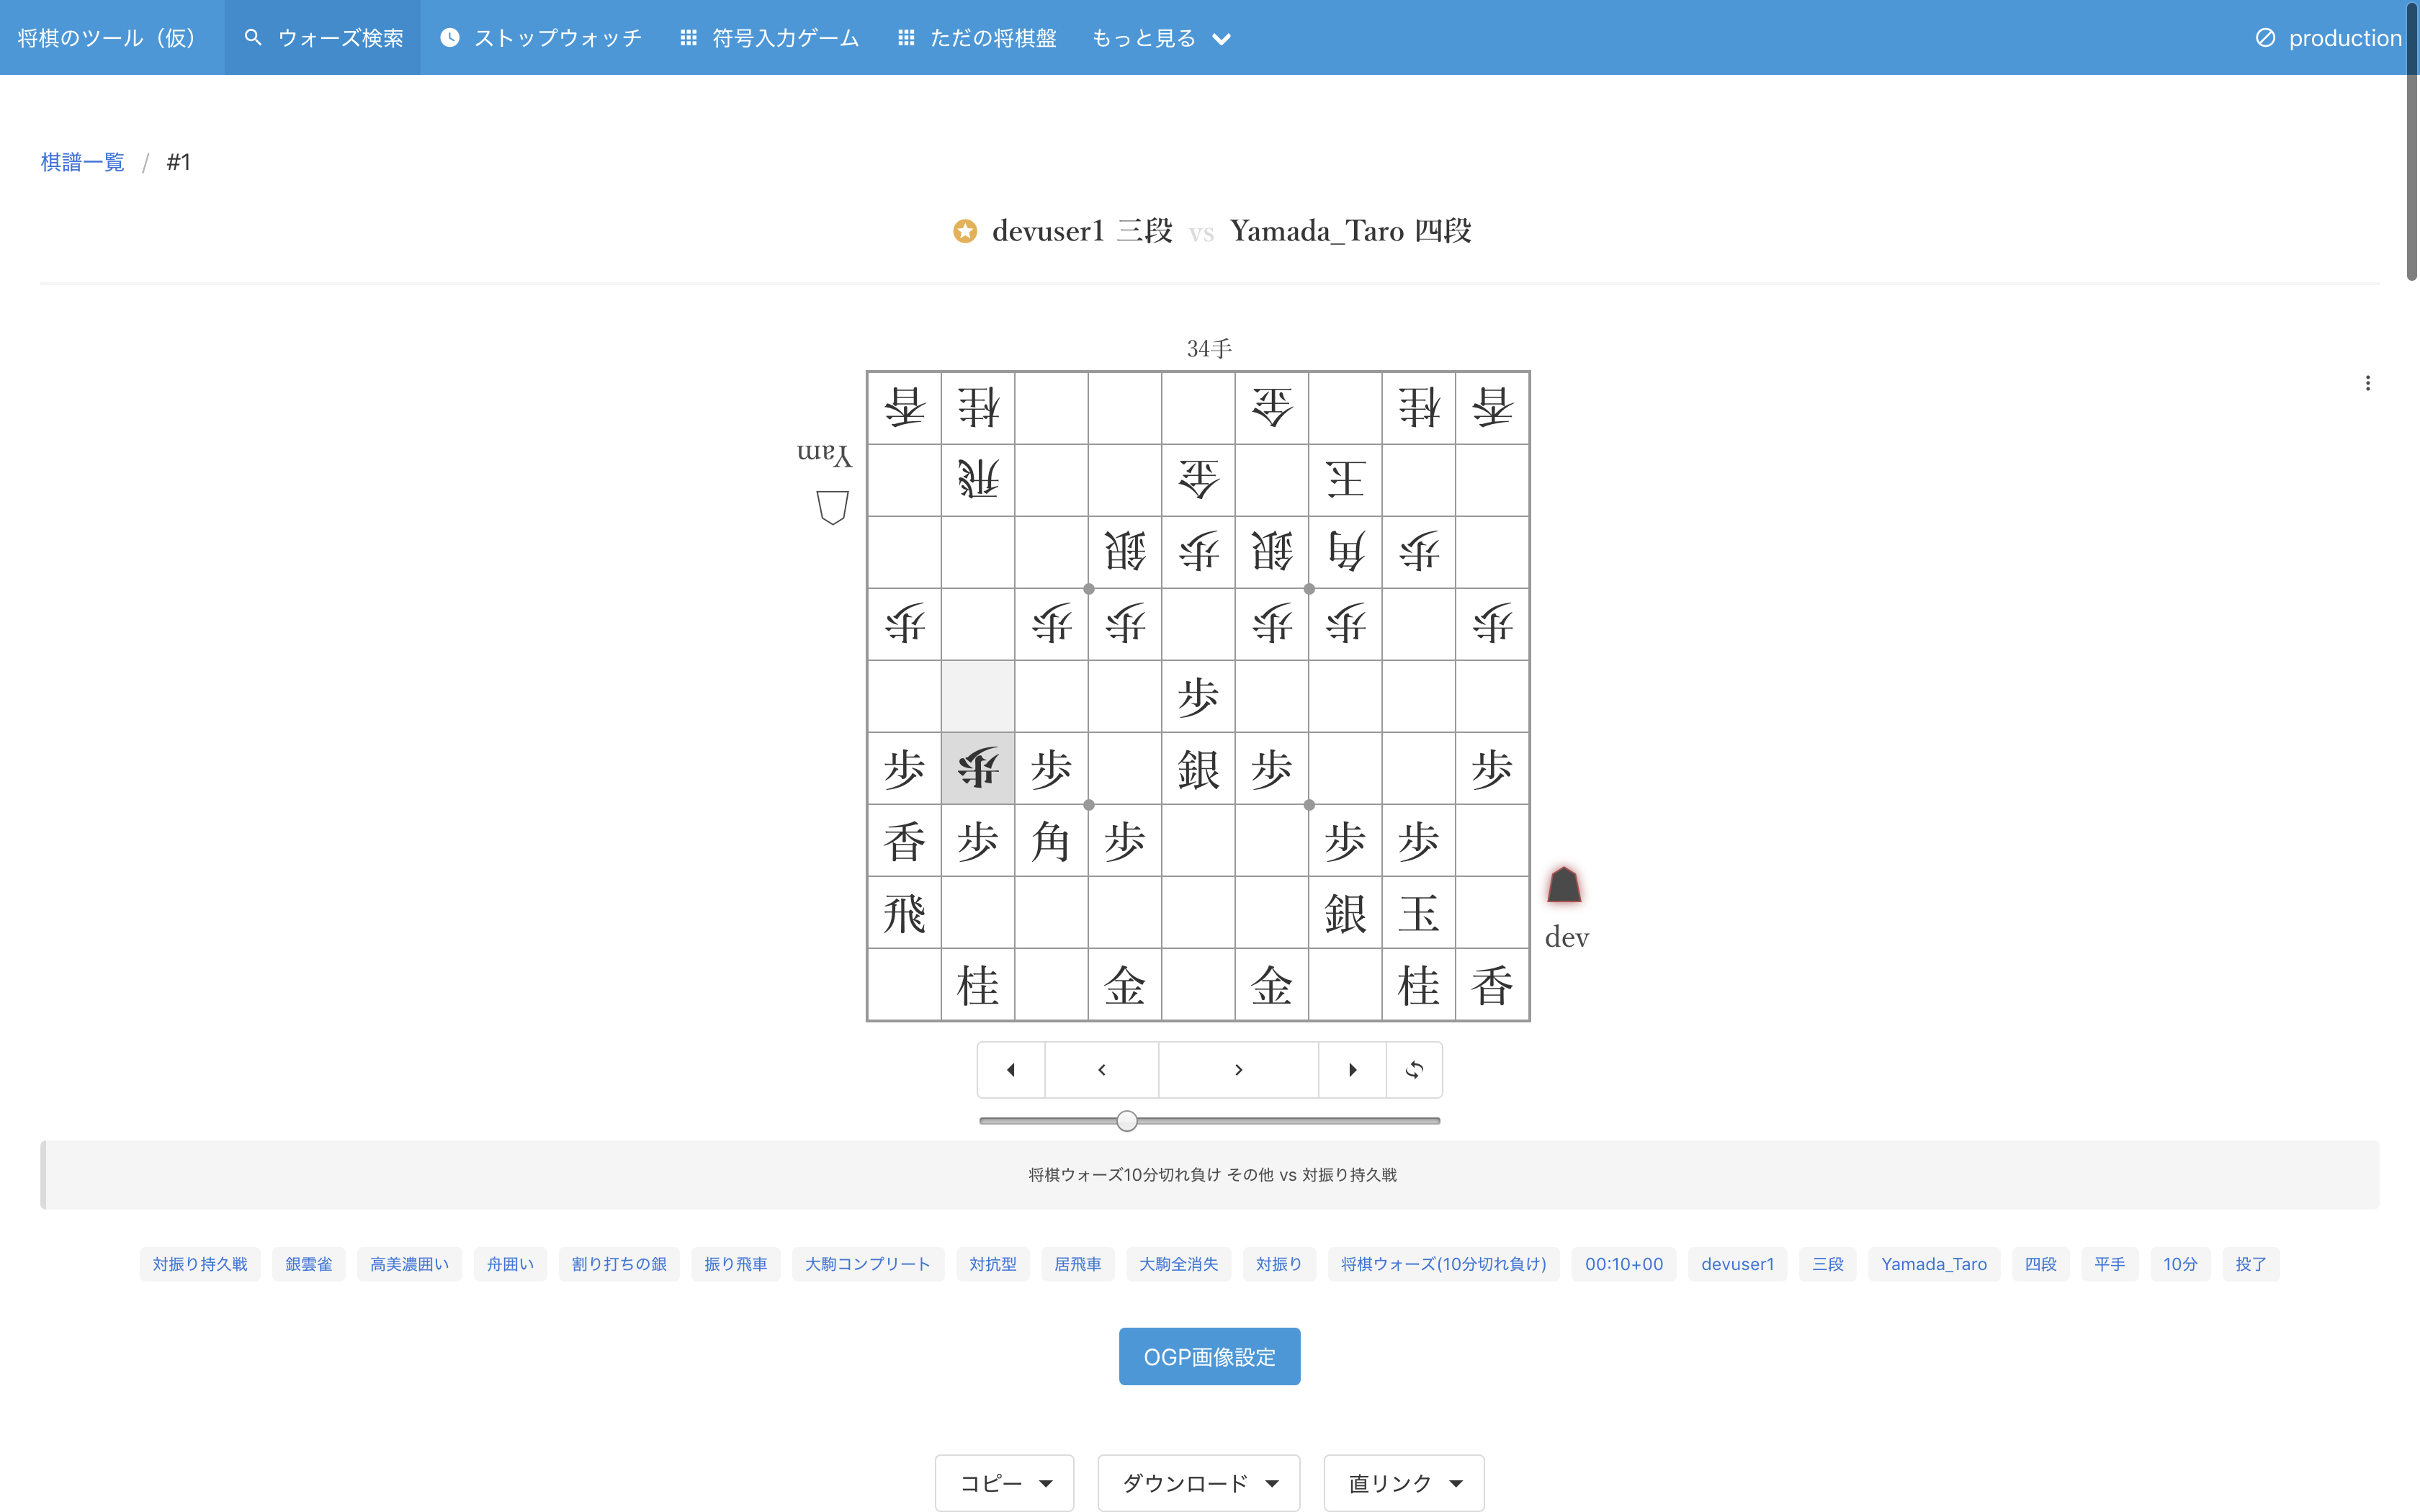 将棋のツール（仮） ウォーズ検索 ストップウォッチ 符号入力ゲーム ただの将棋盤 もっと見る production
棋譜一覧 / #1
devuser1 三段 vs Yamada_Taro 四段
34手
香 桂 金 桂 香
Yam
飛 金 王
銀 歩 銀 角 歩
歩 歩 歩 歩 歩 歩
歩
歩 歩 歩 銀 歩 歩
香 歩 角 歩 歩 歩
飛 銀 玉
dev
桂 金 金 桂 香
将棋ウォーズ10分切れ負け その他 vs 対振り持久戦
対振り持久戦 銀雲雀 高美濃囲い 舟囲い 割り打ちの銀 振り飛車 大駒コンプリート 対抗型 居飛車 大駒全消失 対振り 将棋ウォーズ(10分切れ負け) 00:10+00 devuser1 三段 Yamada_Taro 四段 平手 10分 投了
OGP画像設定
コピー ダウンロード 直リンク